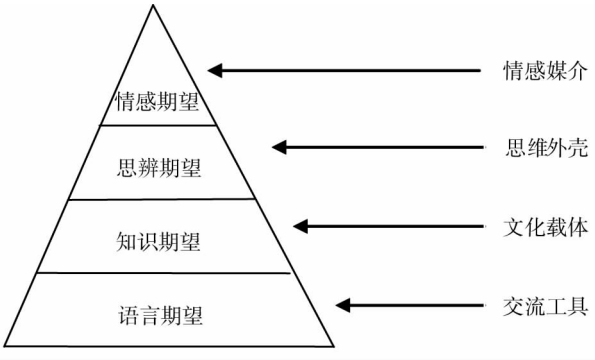 情感期望
情感媒介
思辨期望
思维外壳
知识期望
文化载体
语言期望
交流工具